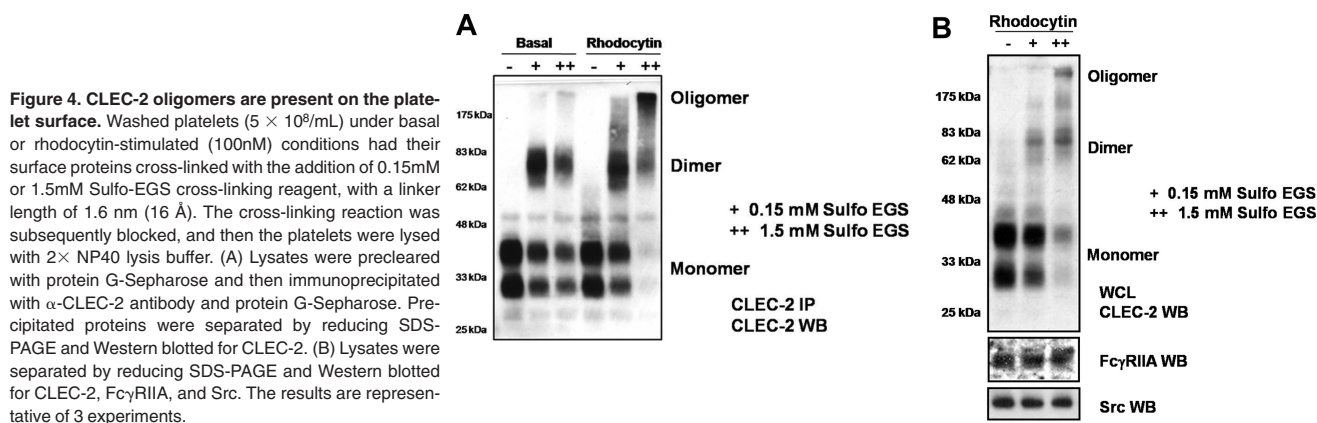 Figure 4. CLEC-2 oligomers are present on the plate-
let surface. Washed platelets (5 × 10⁸/mL) under basal
or rhodocytin-stimulated (100nM) conditions had their
surface proteins cross-linked with the addition of 0.15mM
or 1.5mM Sulfo-EGS cross-linking reagent, with a linker
length of 1.6 nm (16 Å). The cross-linking reaction was
subsequently blocked, and then the platelets were lysed
with 2× NP40 lysis buffer. (A) Lysates were precleared
with protein G-Sepharose and then immunoprecipitated
with α-CLEC-2 antibody and protein G-Sepharose. Pre-
cipitated proteins were separated by reducing SDS-
PAGE and Western blotted for CLEC-2. (B) Lysates were
separated by reducing SDS-PAGE and Western blotted
for CLEC-2, FcγRIIA, and Src. The results are represen-
tative of 3 experiments.
A
Basal Rhodocytin
- + ++ - + ++
Oligomer
175 kDa
83 kDa
Dimer
62 kDa
+ 0.15 mM Sulfo EGS
48 kDa
++ 1.5 mM Sulfo EGS
Monomer
33 kDa
CLEC-2 IP
25 kDa
CLEC-2 WB
B
Rhodocytin
- + ++
Oligomer
175 kDa
83 kDa
Dimer
62 kDa
48 kDa
+ 0.15 mM Sulfo EGS
++ 1.5 mM Sulfo EGS
Monomer
33 kDa
WCL
25 kDa
CLEC-2 WB
FcγRIIA WB
Src WB